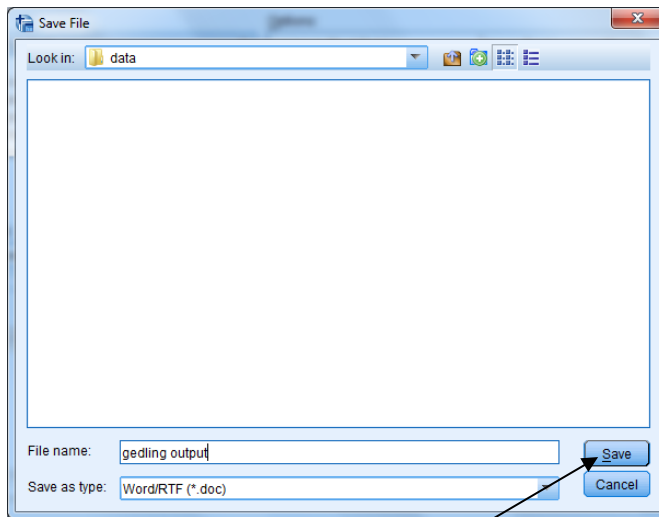 Save File
Look in: data
File name: gedling output
Save
Save as type: Word/RTF (*.doc)
Cancel